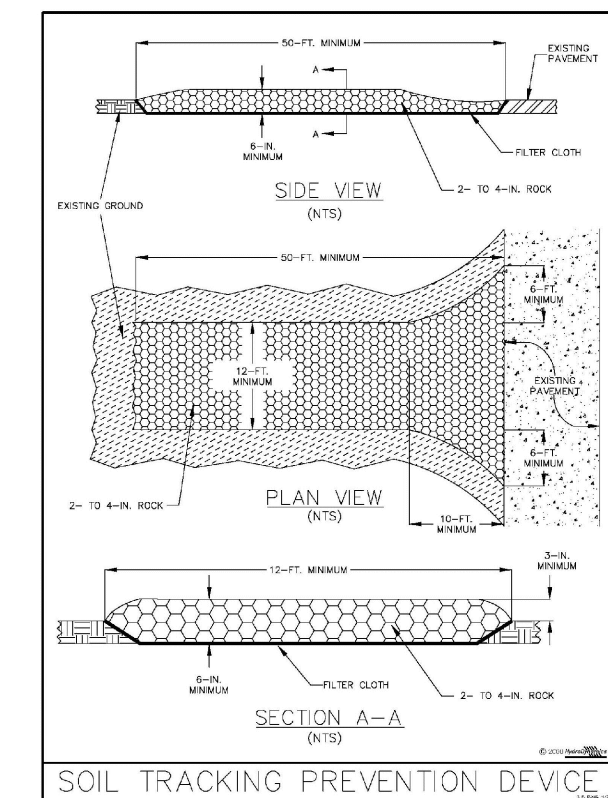 50-FT. MINIMUM
EXISTING
PAVEMENT
A
A
6-IN.
MINIMUM
FILTER CLOTH
2- TO 4-IN. ROCK
SIDE VIEW
(NTS)
EXISTING GROUND
50-FT. MINIMUM
6-FT.
MINIMUM
12-FT.
MINIMUM
EXISTING
PAVEMENT
6-FT.
MINIMUM
2- TO 4-IN. ROCK
PLAN VIEW
(NTS)
10-FT.
MINIMUM
12-FT. MINIMUM
3-IN.
MINIMUM
6-IN.
MINIMUM
FILTER CLOTH
2- TO 4-IN. ROCK
SECTION A-A
(NTS)
© 2000
SOIL TRACKING PREVENTION DEVICE